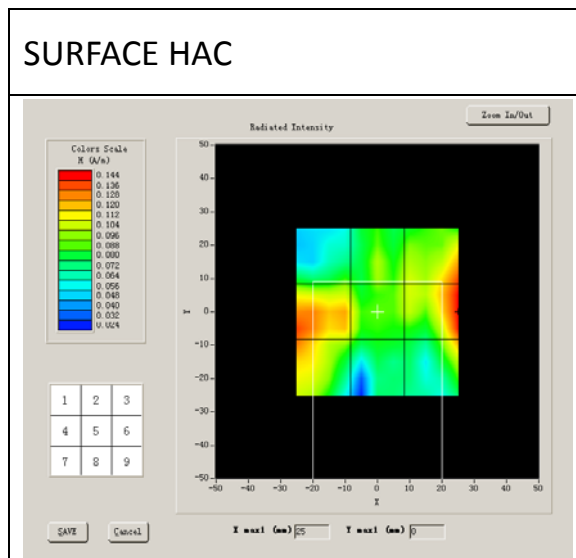 SURFACE HAC
Zoom In/Out
Radiated Intensity
Colors Scale
H (A/m)
0.144
0.136
0.128
0.120
0.112
0.104
0.096
0.088
0.080
0.072
0.064
0.056
0.048
0.040
0.032
0.024
50
40
30
20
10
0
-10
-20
-30
-40
-50
Y
-50 -40 -30 -20 -10 0 10 20 30 40 50
X
1 2 3
4 5 6
7 8 9
SAVE Cancel
X max1 (mm) 25 Y max1 (mm) 0